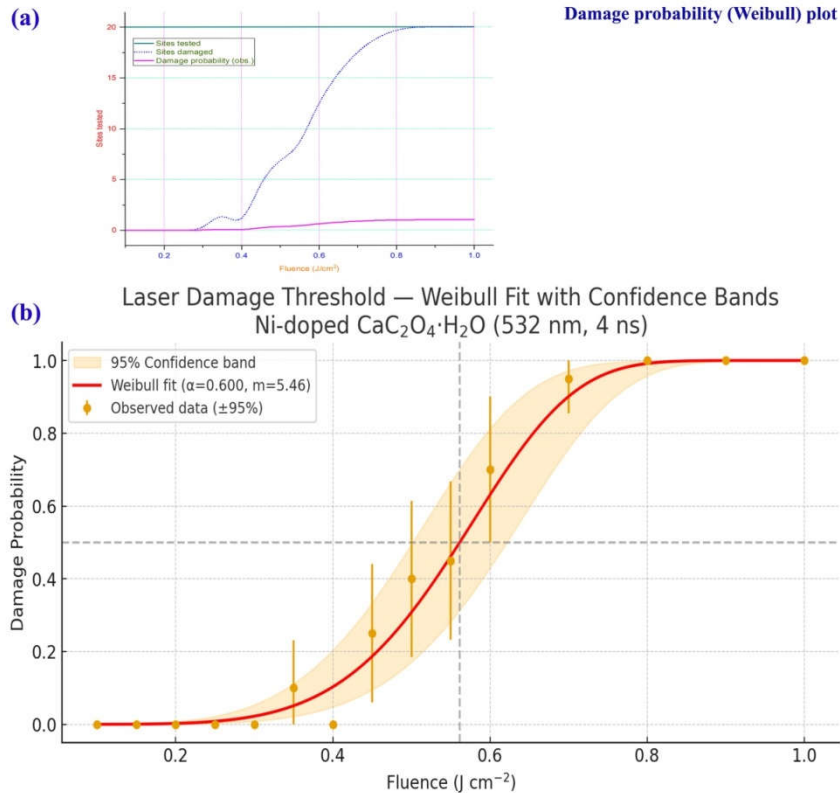 (a)
Damage probability (Weibull) plot
20
15
10
5
0
Sites tested
Sites tested
Sites damaged
Damage probability (obs.)
0.2 0.4 0.6 0.8 1.0
Fluence (J/cm²)
(b)
Laser Damage Threshold — Weibull Fit with Confidence Bands
Ni-doped CaC₂O₄·H₂O (532 nm, 4 ns)
1.0
0.8
0.6
0.4
0.2
0.0
Damage Probability
95% Confidence band
Weibull fit (α=0.600, m=5.46)
Observed data (±95%)
0.2 0.4 0.6 0.8 1.0
Fluence (J cm⁻²)